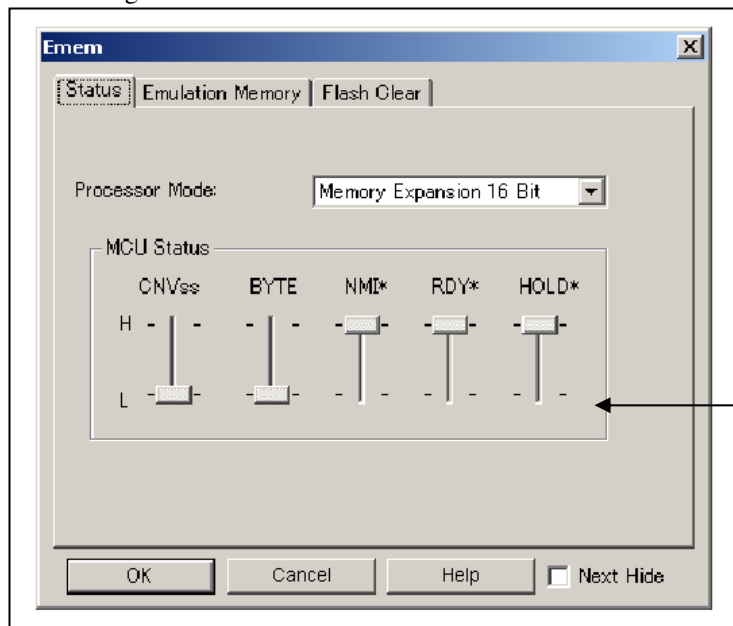 Emem
Status Emulation Memory Flash Clear
Processor Mode: Memory Expansion 16 Bit
MCU Status
CNVss BYTE NMI* RDY* HOLD*
H
L
OK Cancel Help Next Hide